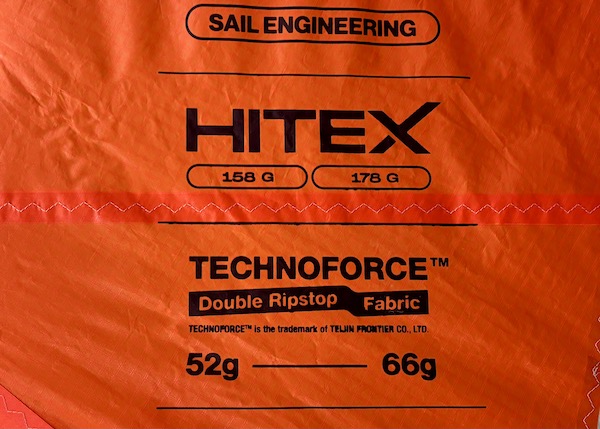 SAIL ENGINEERING
HITEX
158 G 178 G
TECHNOFORCE™
Double Ripstop Fabric
TECHNOFORCE™ is the trademark of TEIJIN FRONTIER CO., LTD.
52g 66g